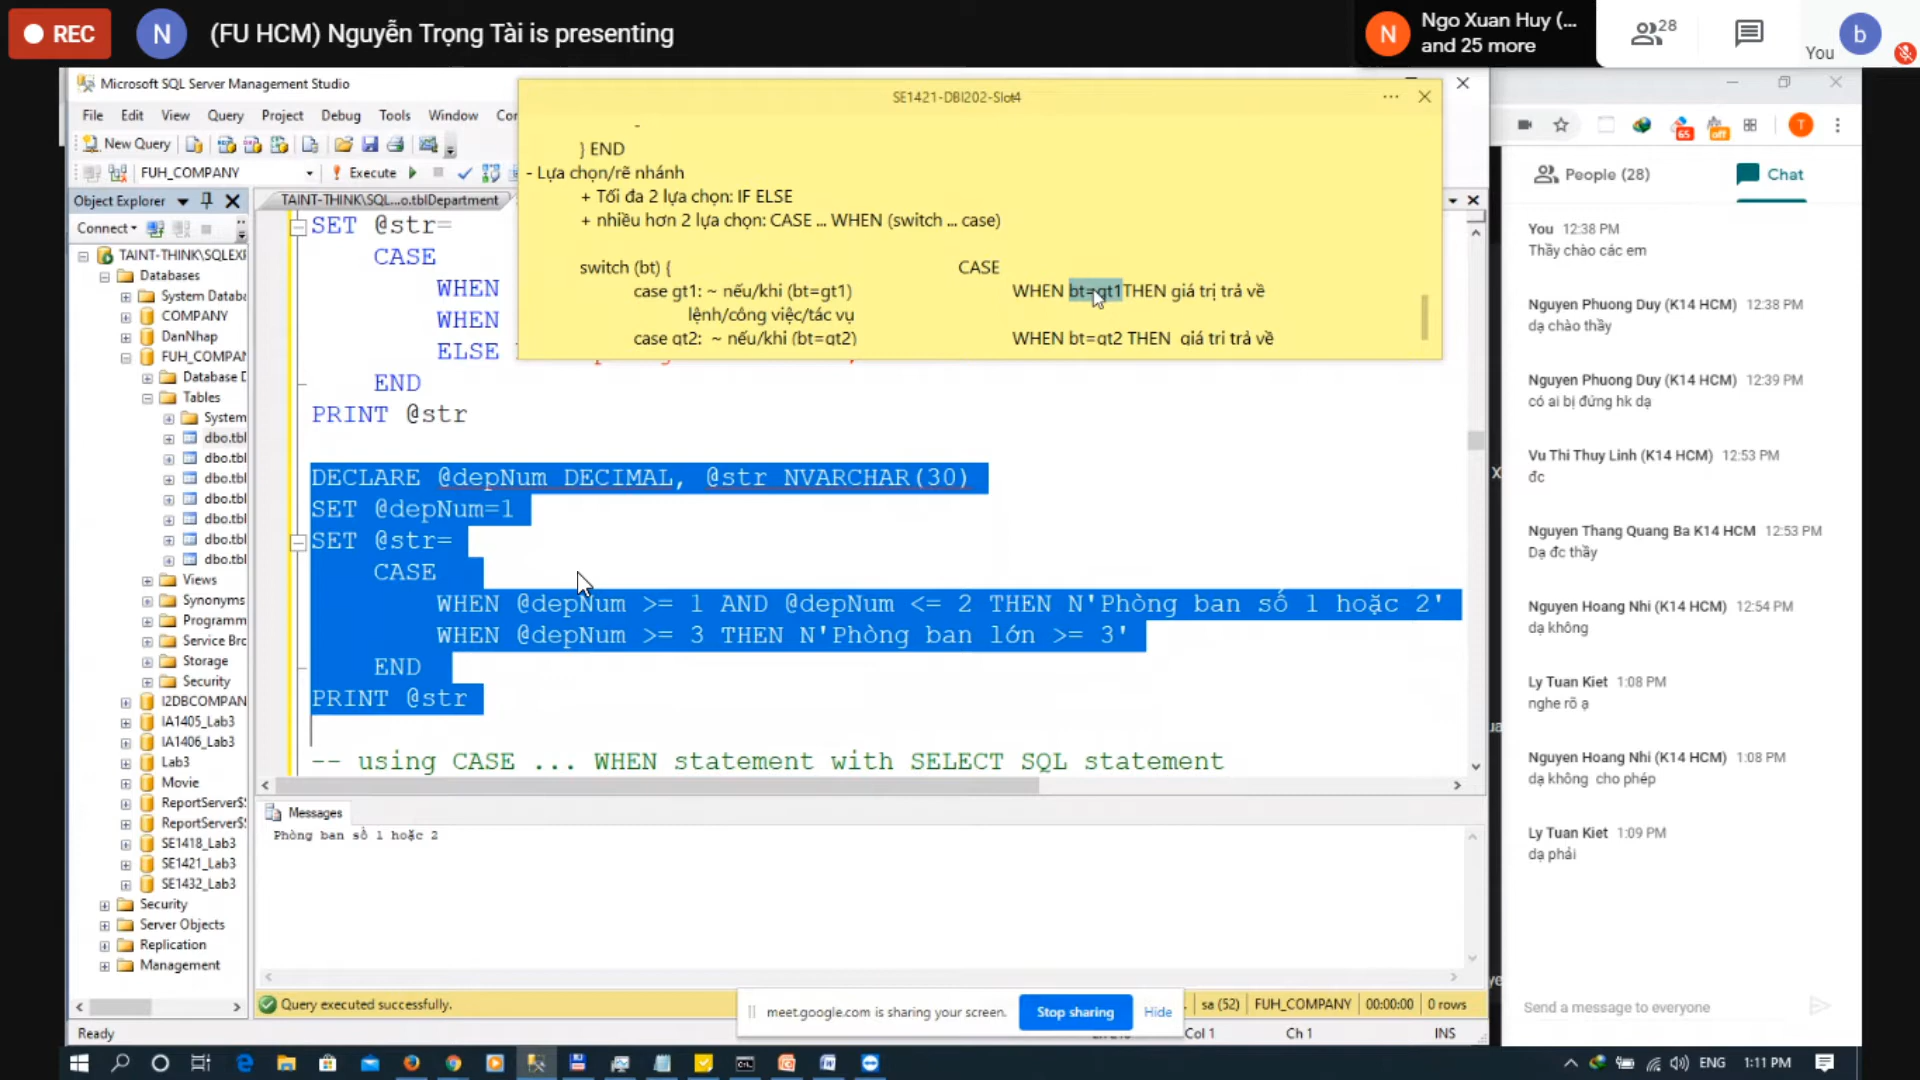 REC
N
(FU HCM) Nguyễn Trọng Tài is presenting
N
Ngo Xuan Huy (...
and 25 more
28
You
b
Microsoft SQL Server Management Studio
File Edit View Query Project Debug Tools Window
New Query
FUH_COMPANY
Execute
Object Explorer
Connect
TAINT-THINK\SQLEXI
Databases
System Databa
COMPANY
DanNhap
FUH_COMPAN
Database D
Tables
System
dbo.tbl
dbo.tbl
dbo.tbl
dbo.tbl
dbo.tbl
dbo.tbl
dbo.tbl
Views
Synonyms
Programm
Service Brc
Storage
Security
I2DBCOMPAN
IA1405_Lab3
IA1406_Lab3
Lab3
Movie
ReportServer$
ReportServer$
SE1418_Lab3
SE1421_Lab3
SE1432_Lab3
Security
Server Objects
Replication
Management
TAINT-THINK\SQL...o.tblDepartment
SE1421-DBI202-Slot4
-
} END
- Lựa chọn/rẽ nhánh
+ Tối đa 2 lựa chọn: IF ELSE
+ nhiều hơn 2 lựa chọn: CASE ... WHEN (switch ... case)
switch (bt) { CASE
case gt1: ~ nếu/khi (bt=gt1) WHEN bt=gt1 THEN giá trị trả về
lệnh/công việc/tác vụ
case gt2: ~ nếu/khi (bt=gt2) WHEN bt=gt2 THEN giá trị trả về
SET @str=
CASE
WHEN
WHEN
ELSE
END
PRINT @str
DECLARE @depNum DECIMAL, @str NVARCHAR(30)
SET @depNum=1
SET @str=
CASE
WHEN @depNum >= 1 AND @depNum <= 2 THEN N'Phòng ban số 1 hoặc 2'
WHEN @depNum >= 3 THEN N'Phòng ban lớn >= 3'
END
PRINT @str
-- using CASE ... WHEN statement with SELECT SQL statement
Messages
Phòng ban số 1 hoặc 2
Query executed successfully.
sa (52) FUH_COMPANY 00:00:00 0 rows
meet.google.com is sharing your screen. Stop sharing Hide
Ready
Col 1 Ch 1 INS
65
off
T
People (28)
Chat
You 12:38 PM
Thầy chào các em
Nguyen Phuong Duy (K14 HCM) 12:38 PM
dạ chào thầy
Nguyen Phuong Duy (K14 HCM) 12:39 PM
có ai bị đứng hk dạ
Vu Thi Thuy Linh (K14 HCM) 12:53 PM
đc
Nguyen Thang Quang Ba K14 HCM 12:53 PM
Dạ đc thầy
Nguyen Hoang Nhi (K14 HCM) 12:54 PM
dạ không
Ly Tuan Kiet 1:08 PM
nghe rõ ạ
Nguyen Hoang Nhi (K14 HCM) 1:08 PM
dạ không cho phép
Ly Tuan Kiet 1:09 PM
dạ phải
Send a message to everyone
ENG 1:11 PM